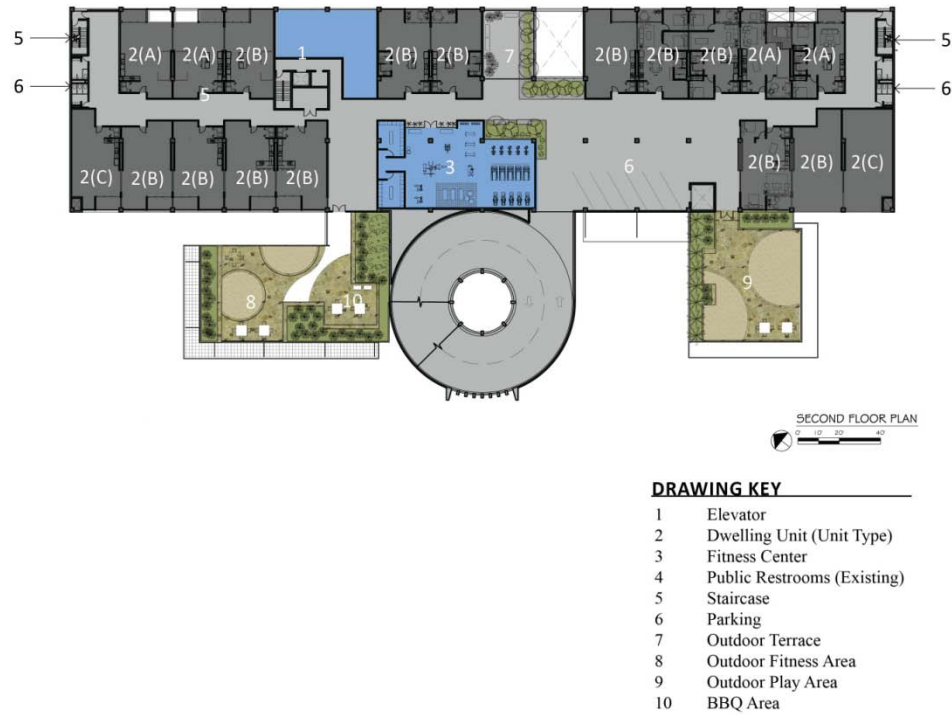 5 2(A) 2(A) 2(B) 1 2(B) 2(B) 7 2(B) 2(B) 2(B) 2(A) 2(A) 5
6 5 6
2(C) 2(B) 2(B) 2(B) 2(B) 3 6 2(B) 2(B) 2(C)
8 10 9
SECOND FLOOR PLAN
0' 10' 20' 40'
DRAWING KEY
1 Elevator
2 Dwelling Unit (Unit Type)
3 Fitness Center
4 Public Restrooms (Existing)
5 Staircase
6 Parking
7 Outdoor Terrace
8 Outdoor Fitness Area
9 Outdoor Play Area
10 BBQ Area